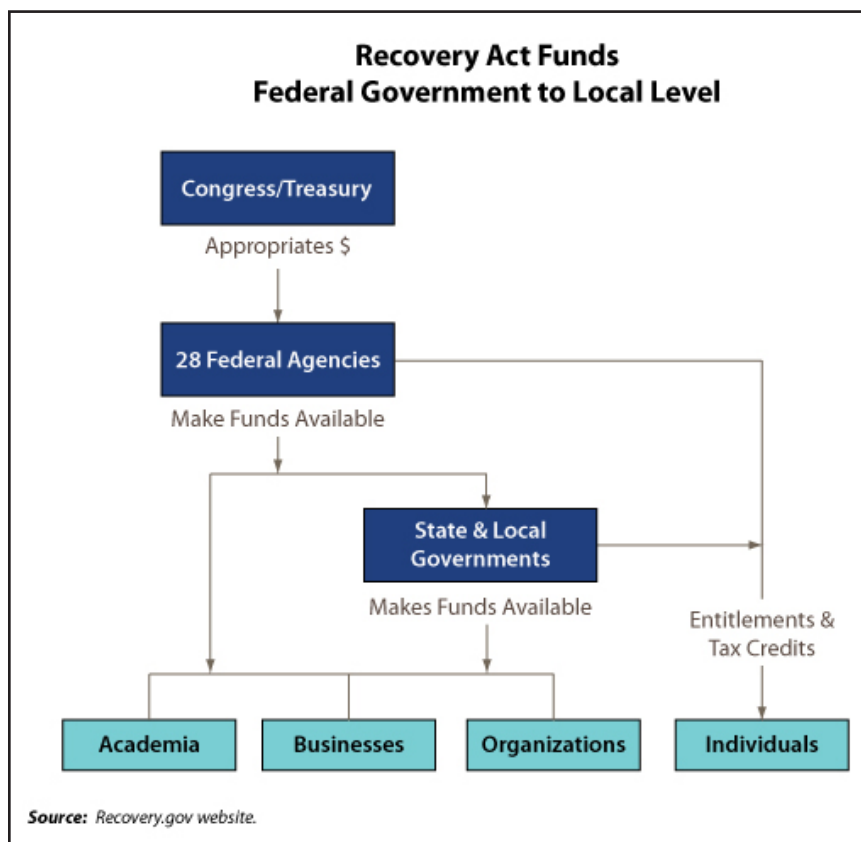 Recovery Act Funds
Federal Government to Local Level
Congress/Treasury
Appropriates $
28 Federal Agencies
Make Funds Available
State & Local
Governments
Makes Funds Available
Entitlements &
Tax Credits
Academia
Businesses
Organizations
Individuals
Source: Recovery.gov website.